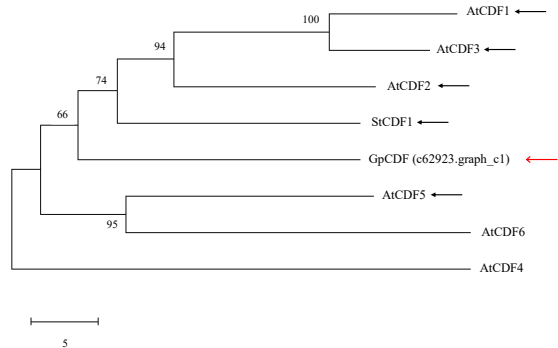 AtCDF1
100
AtCDF3
94
AtCDF2
74
StCDF1
66
GpCDF (c62923.graph_c1)
AtCDF5
95
AtCDF6
AtCDF4
5